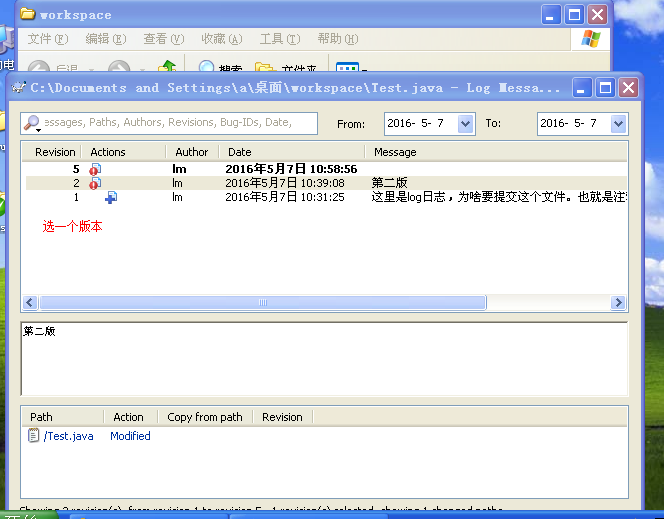 workspace
文件(F) 编辑(E) 查看(V) 收藏(A) 工具(T) 帮助(H)
后退 搜索 文件夹
C:\Documents and Settings\a\桌面\workspace\Test.java - Log Messa...
essages, Paths, Authors, Revisions, Bug-IDs, Date, From: 2016- 5- 7 To: 2016- 5- 7
Revision Actions Author Date Message
5 lm 2016年5月7日 10:58:56
2 lm 2016年5月7日 10:39:08 第二版
1 lm 2016年5月7日 10:31:25 这里是log日志，为啥要提交这个文件。也就是注
选一个版本
第二版
Path Action Copy from path Revision
/Test.java Modified
Showing 3 revision(s), from revision 1 to revision 5 - 1 revision(s) selected, showing 1 changed paths